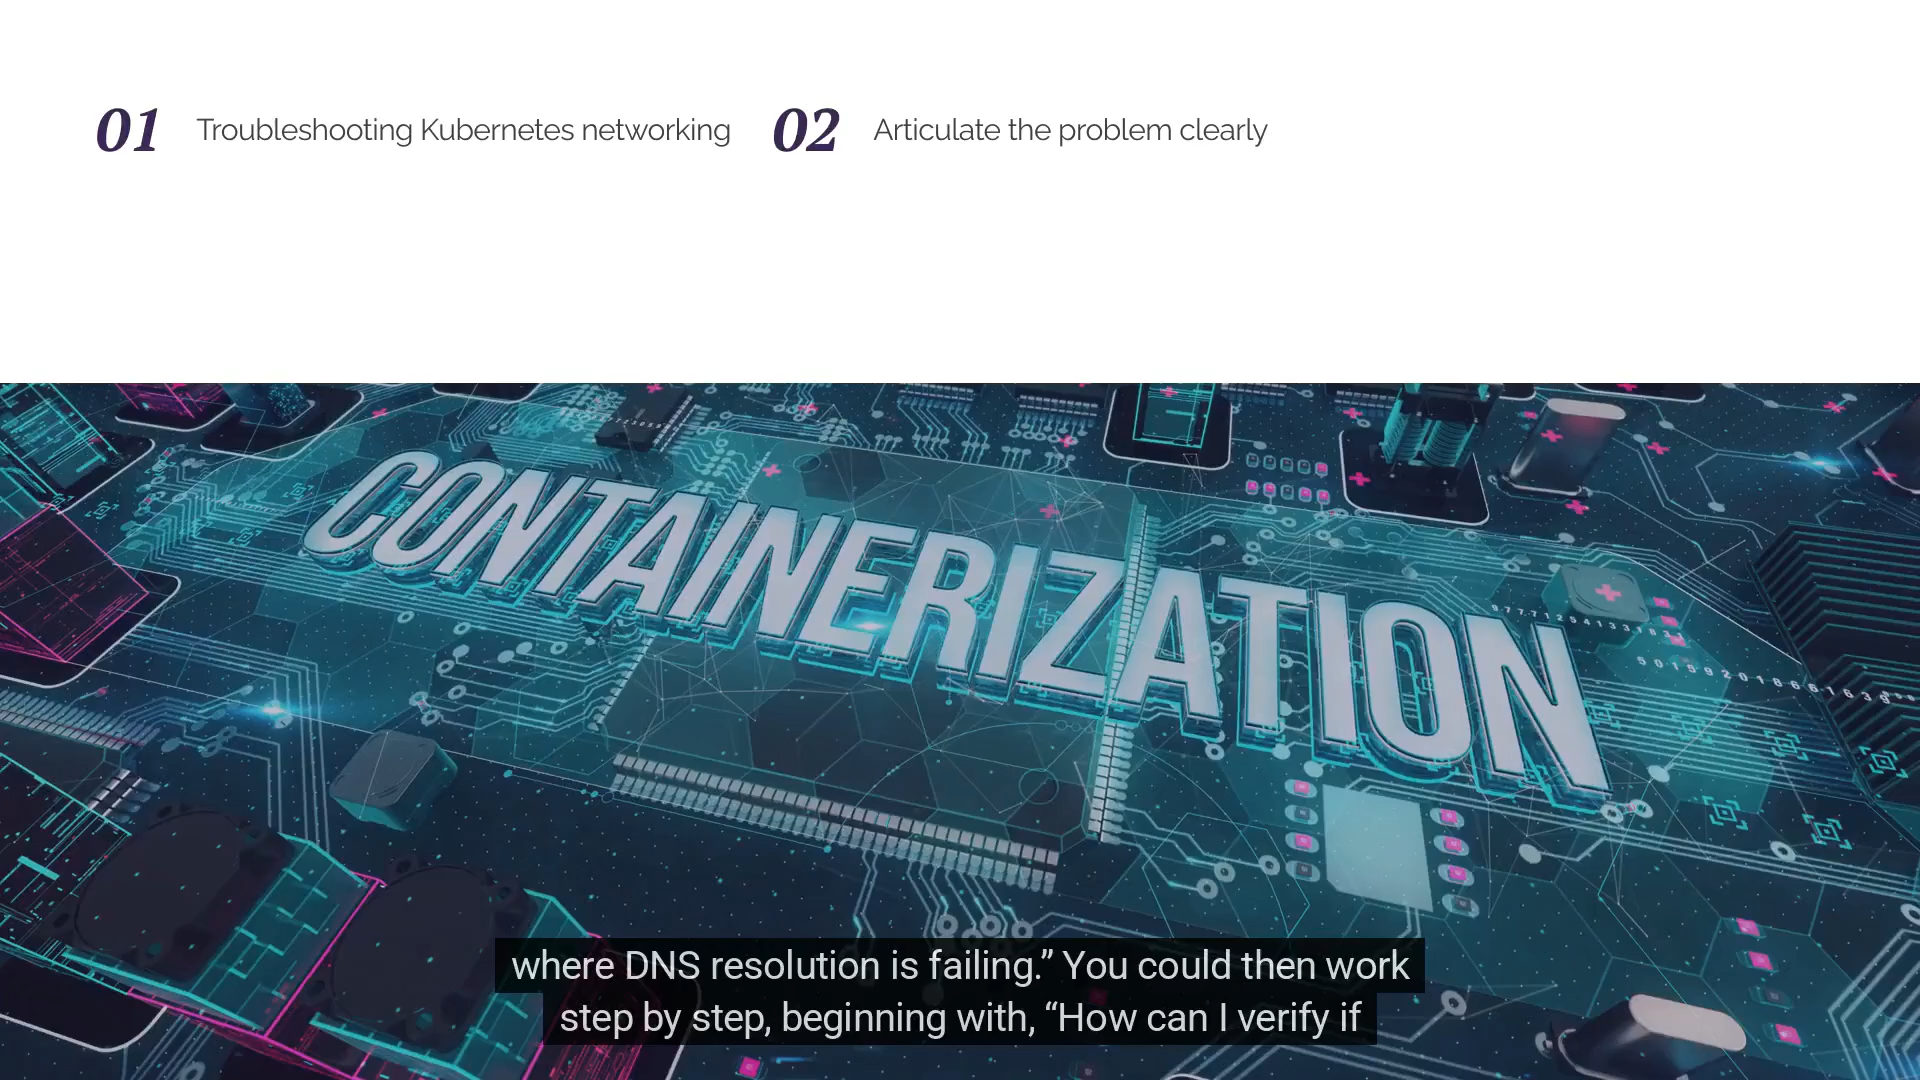 01 Troubleshooting Kubernetes networking 02 Articulate the problem clearly
CONTAINERIZATION
where DNS resolution is failing.” You could then work
step by step, beginning with, “How can I verify if